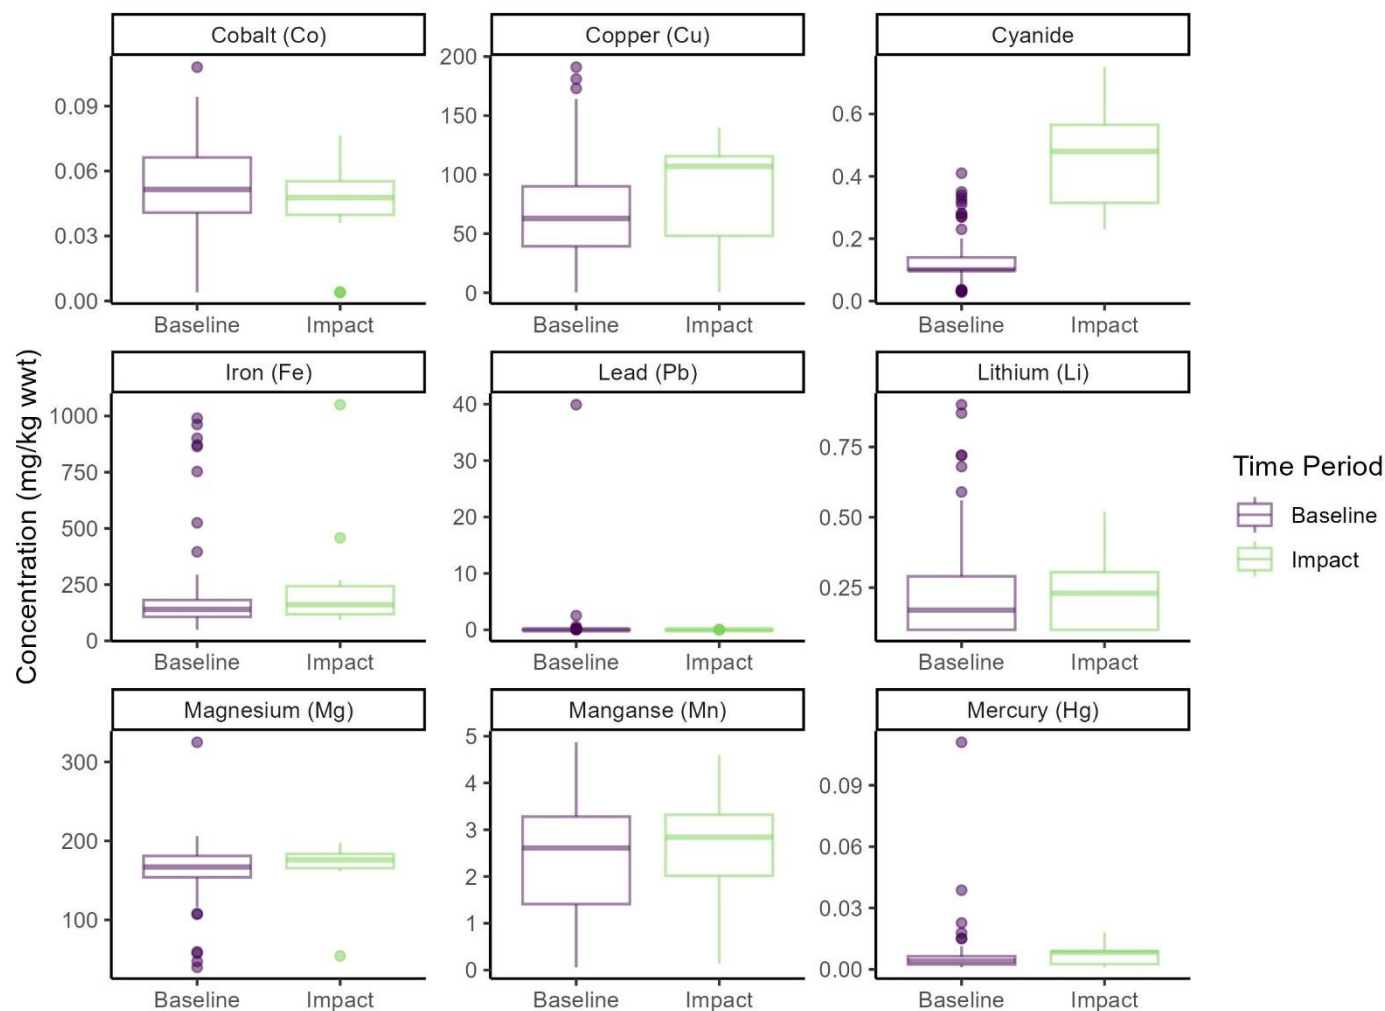 Cobalt (Co)
Copper (Cu)
Cyanide
0.00
0.03
0.06
0.09
0
50
100
150
200
0.0
0.2
0.4
0.6
Baseline
Impact
Baseline
Impact
Baseline
Impact
Concentration (mg/kg wwt)
Iron (Fe)
Lead (Pb)
Lithium (Li)
0
250
500
750
1000
0
10
20
30
40
0.25
0.50
0.75
Baseline
Impact
Baseline
Impact
Baseline
Impact
Magnesium (Mg)
Manganse (Mn)
Mercury (Hg)
100
200
300
0
1
2
3
4
5
0.00
0.03
0.06
0.09
Baseline
Impact
Baseline
Impact
Baseline
Impact
Time Period
Baseline
Impact